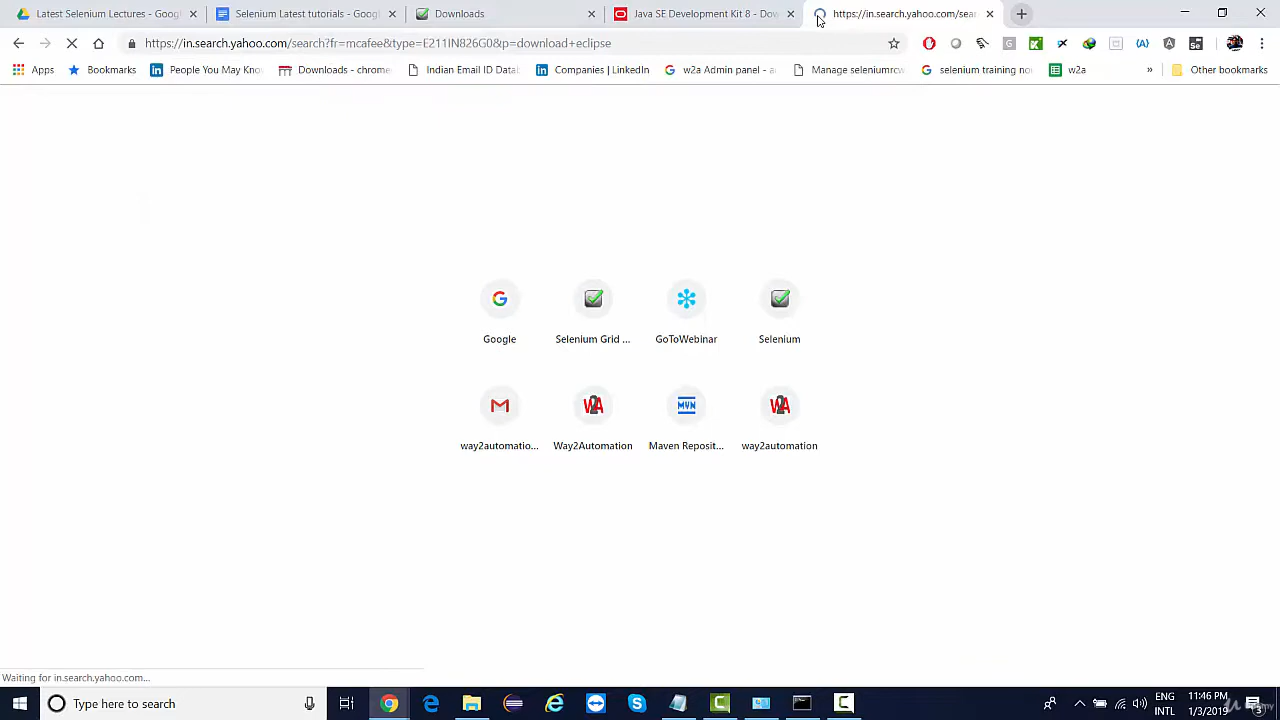 Latest Selenium Lectures - Googl
Selenium Latest tutorials - Googl
Downloads
Java SE Development Kit 8 - Dow
https://in.search.yahoo.com/sear
https://in.search.yahoo.com/search?fr=mcafee&type=E211IN826G0&p=download+eclipse
Apps
Bookmarks
People You May Kno
Downloads - chrome
Indian Email ID Data
Companies | LinkedIn
w2a Admin panel - a
Manage seleniumrcw
selenium training no
w2a
»
Other bookmarks
Google
Selenium Grid ...
GoToWebinar
Selenium
way2automatio...
Way2Automation
Maven Reposit...
way2automation
Waiting for in.search.yahoo.com...
Type here to search
ENG
INTL
11:46 PM
1/3/2019